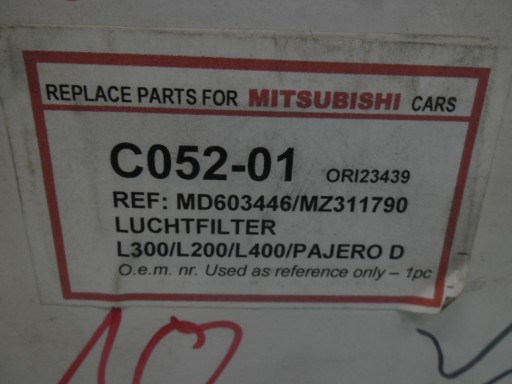 REPLACE PARTS FOR MITSUBISHI CARS
C052-01 ORI23439
REF: MD603446/MZ311790
LUCHTFILTER
L300/L200/L400/PAJERO D
O.e.m. nr. Used as reference only – 1pc